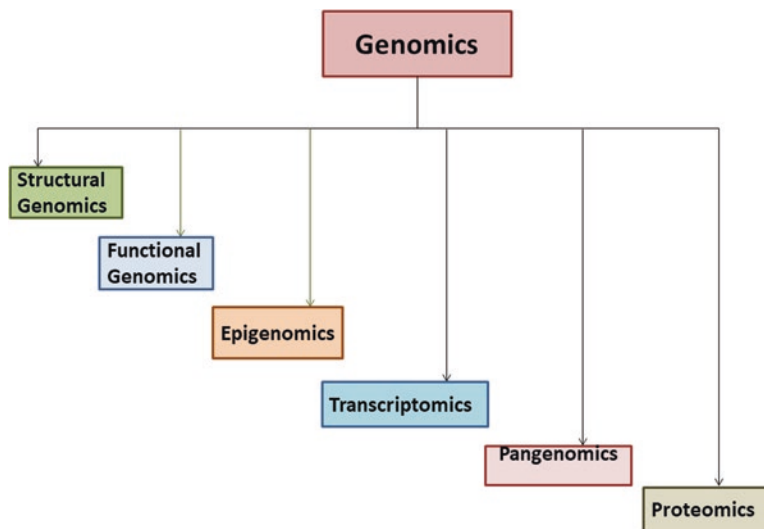 Genomics
Structural
Genomics
Functional
Genomics
Epigenomics
Transcriptomics
Pangenomics
Proteomics